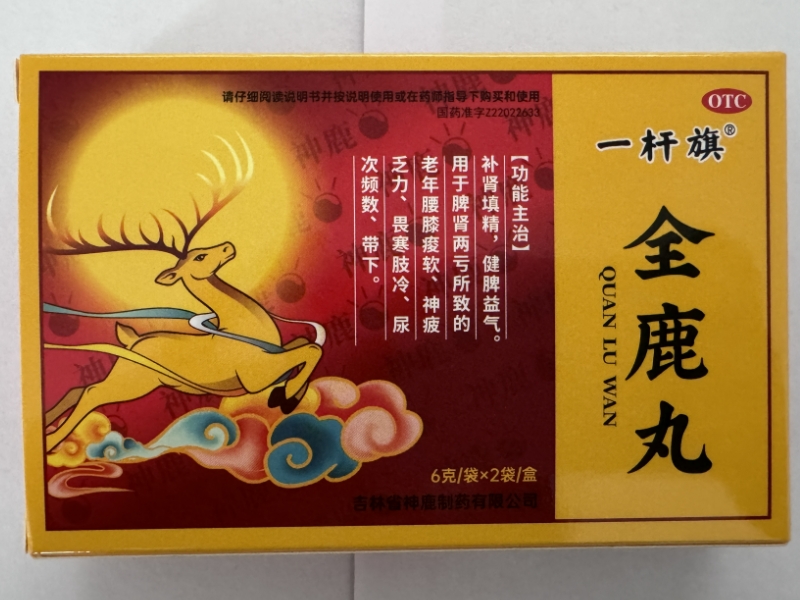 请仔细阅读说明书并按说明使用或在药师指导下购买和使用
国药准字Z22022633
OTC
一杆旗®
全鹿丸
QUAN LU WAN
【功能主治】
补肾填精，健脾益气。
用于脾肾两亏所致的
老年腰膝痠软、神疲
乏力、畏寒肢冷、尿
次频数、带下。
6克/袋×2袋/盒
吉林省神鹿制药有限公司